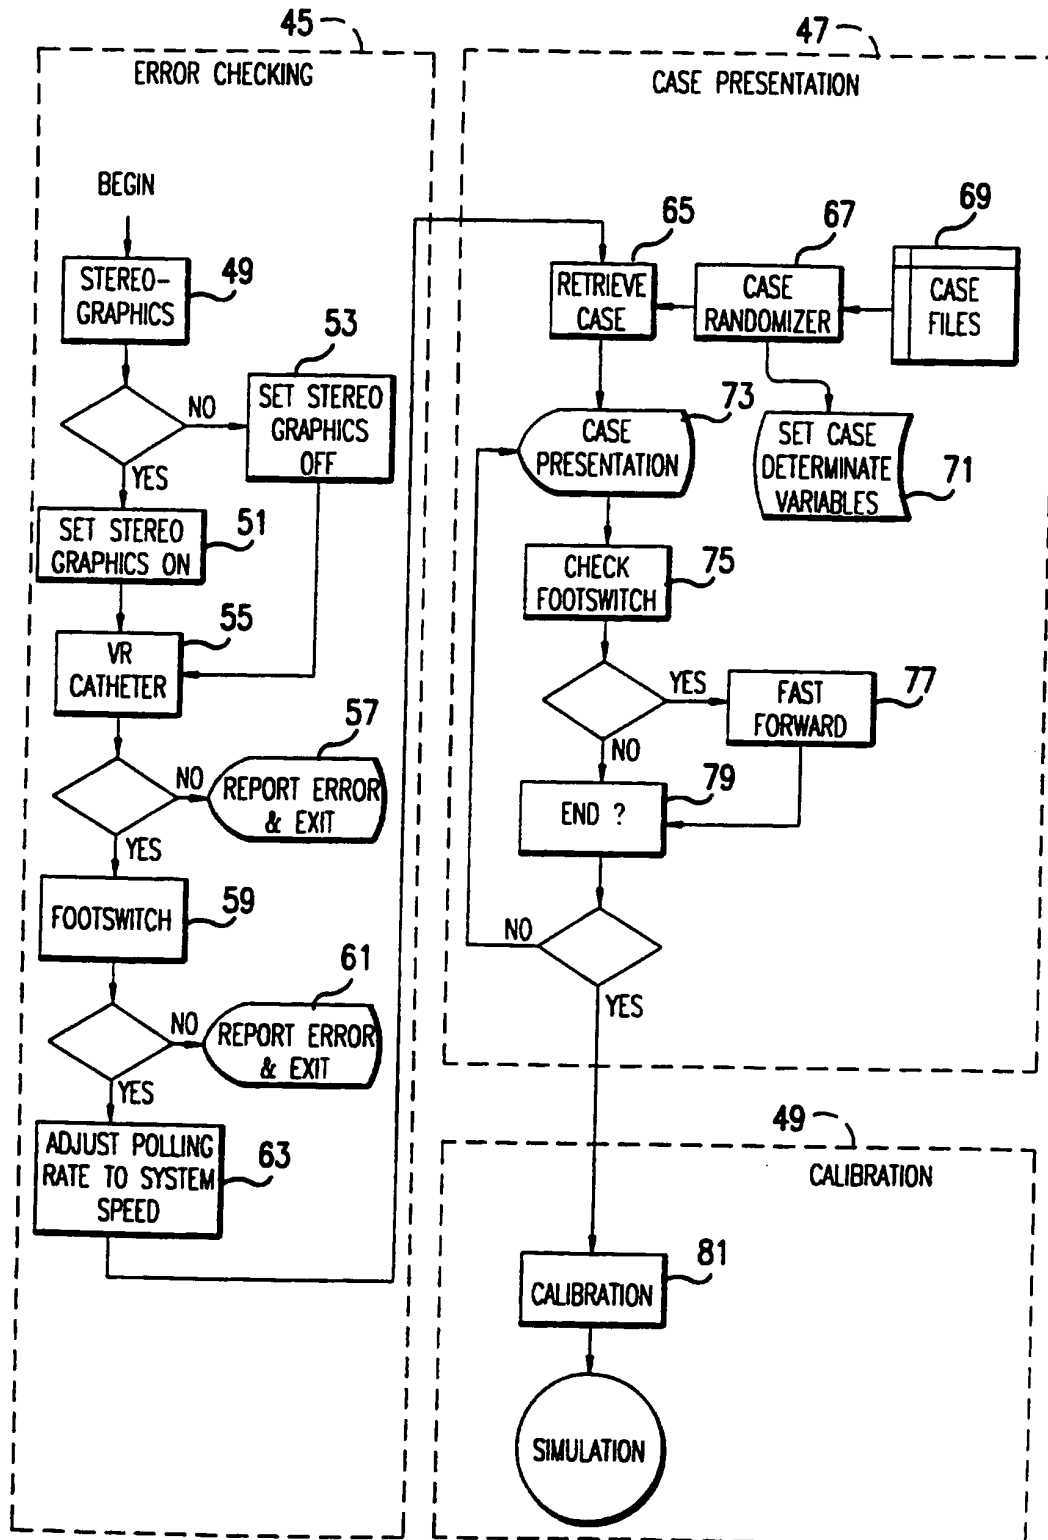 45
ERROR CHECKING
BEGIN
STEREO-
GRAPHICS
49
53
NO
SET STEREO
GRAPHICS
OFF
YES
SET STEREO
GRAPHICS ON
51
VR
CATHETER
55
57
NO
REPORT ERROR
& EXIT
YES
FOOTSWITCH
59
61
NO
REPORT ERROR
& EXIT
YES
ADJUST POLLING
RATE TO SYSTEM
SPEED
63
47
CASE PRESENTATION
65
67
69
RETRIEVE
CASE
CASE
RANDOMIZER
CASE
FILES
73
CASE
PRESENTATION
SET CASE
DETERMINATE
VARIABLES
71
CHECK
FOOTSWITCH
75
YES
FAST
FORWARD
77
NO
END ?
79
NO
YES
49
CALIBRATION
CALIBRATION
81
SIMULATION